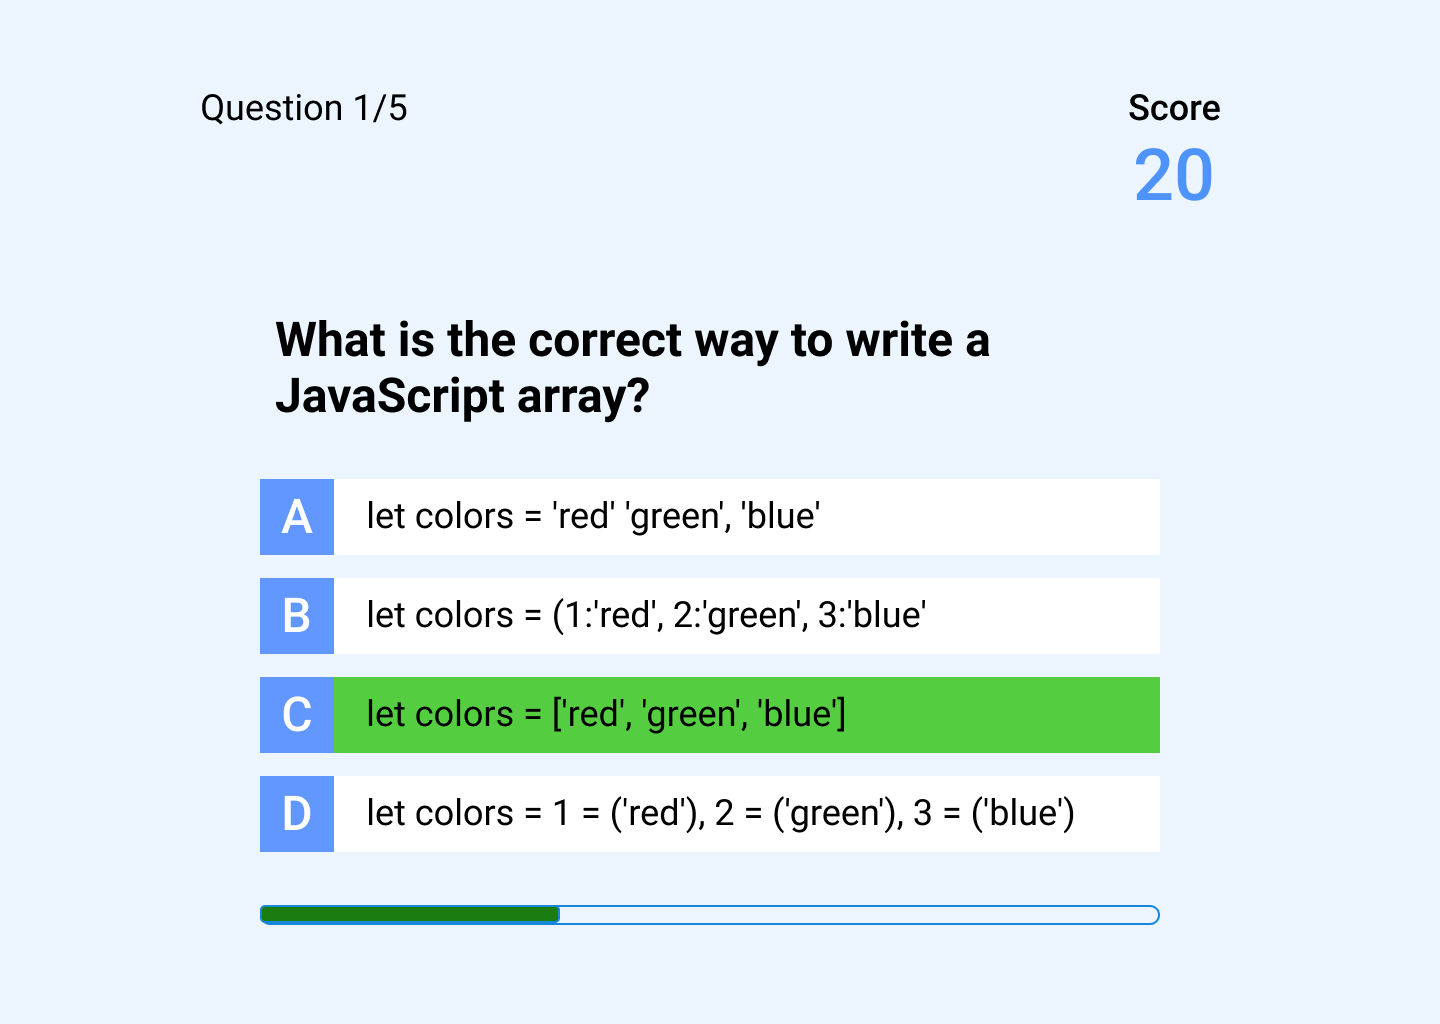 Question 1/5
Score
20
What is the correct way to write a
JavaScript array?
A let colors = 'red' 'green', 'blue'
B let colors = (1:'red', 2:'green', 3:'blue'
C let colors = ['red', 'green', 'blue']
D let colors = 1 = ('red'), 2 = ('green'), 3 = ('blue')